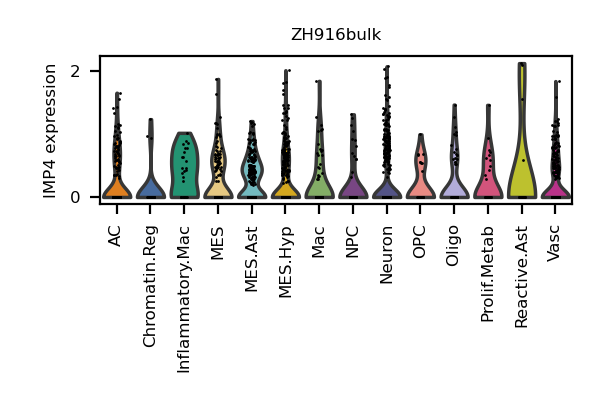 ZH916bulk
IMP4 expression
2
0
AC
Chromatin.Reg
Inflammatory.Mac
MES
MES.Ast
MES.Hyp
Mac
NPC
Neuron
OPC
Oligo
Prolif.Metab
Reactive.Ast
Vasc